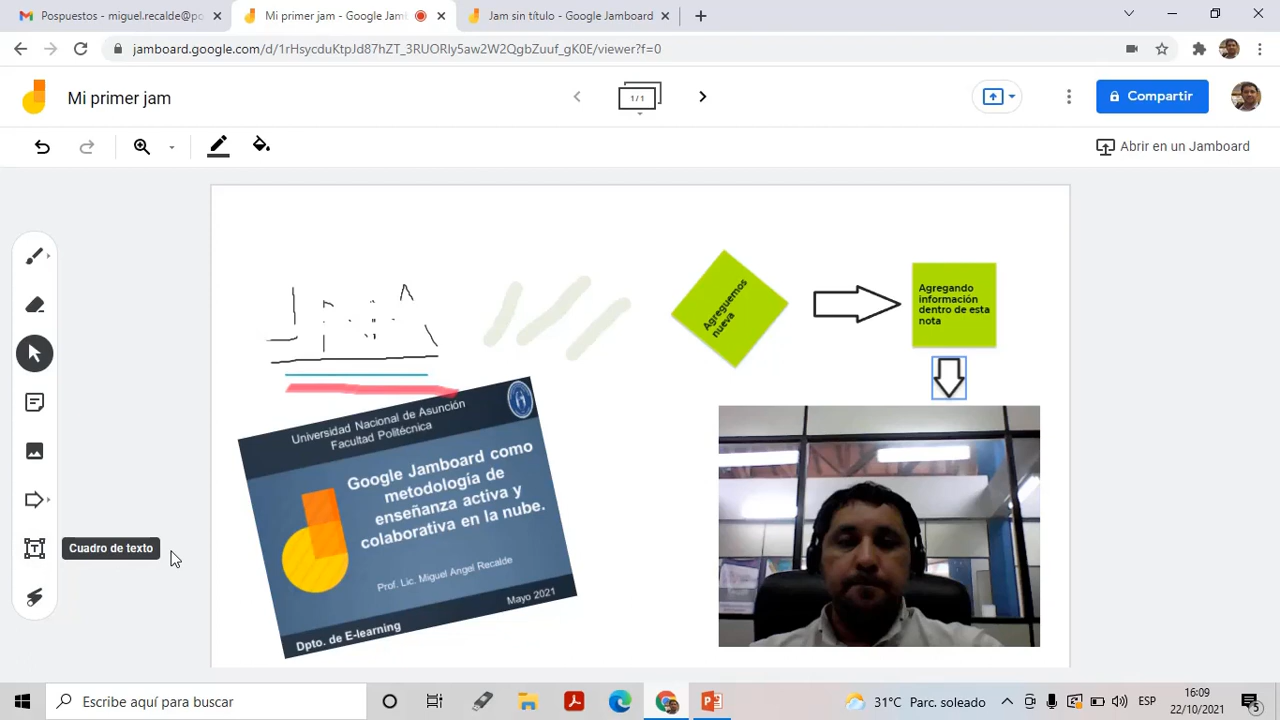 Pospuestos - miguel.recalde@po
Mi primer jam - Google Jamb
Jam sin título - Google Jamboard
jamboard.google.com/d/1rHsycduKtpJd87hZT_3RUORIy5aw2W2QgbZuuf_gK0E/viewer?f=0
Mi primer jam
1/1
Compartir
Abrir en un Jamboard
Agreguemos
nueva
Agregando
información
dentro de esta
nota
Universidad Nacional de Asunción
Facultad Politécnica
Google Jamboard como
metodología de
enseñanza activa y
colaborativa en la nube.
Prof. Lic. Miguel Angel Recalde
Mayo 2021
Dpto. de E-learning
Cuadro de texto
Escribe aquí para buscar
31°C Parc. soleado
ESP
16:09
22/10/2021
5